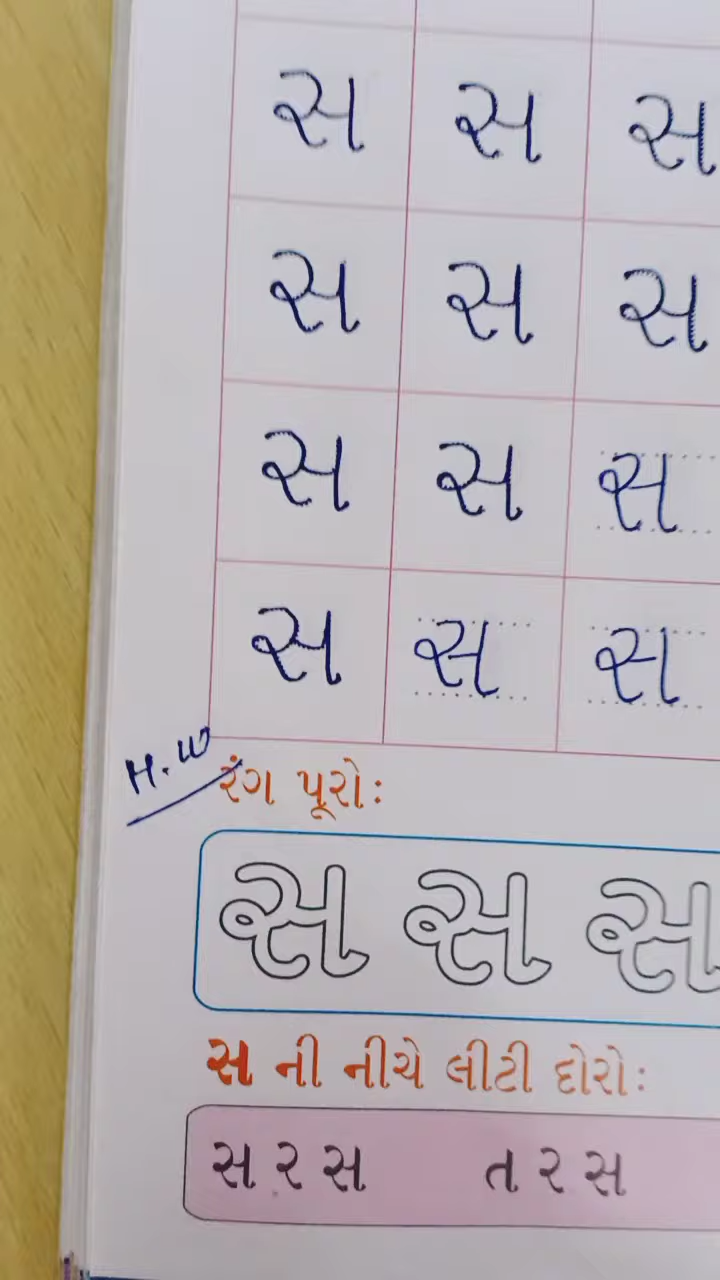 સ સ સ
સ સ સ
સ સ સ
સ સ સ
H.W
રંગ પૂરો:
સ સ સ
સ ની નીચે લીટી દોરો:
સ ર સ ત ર સ